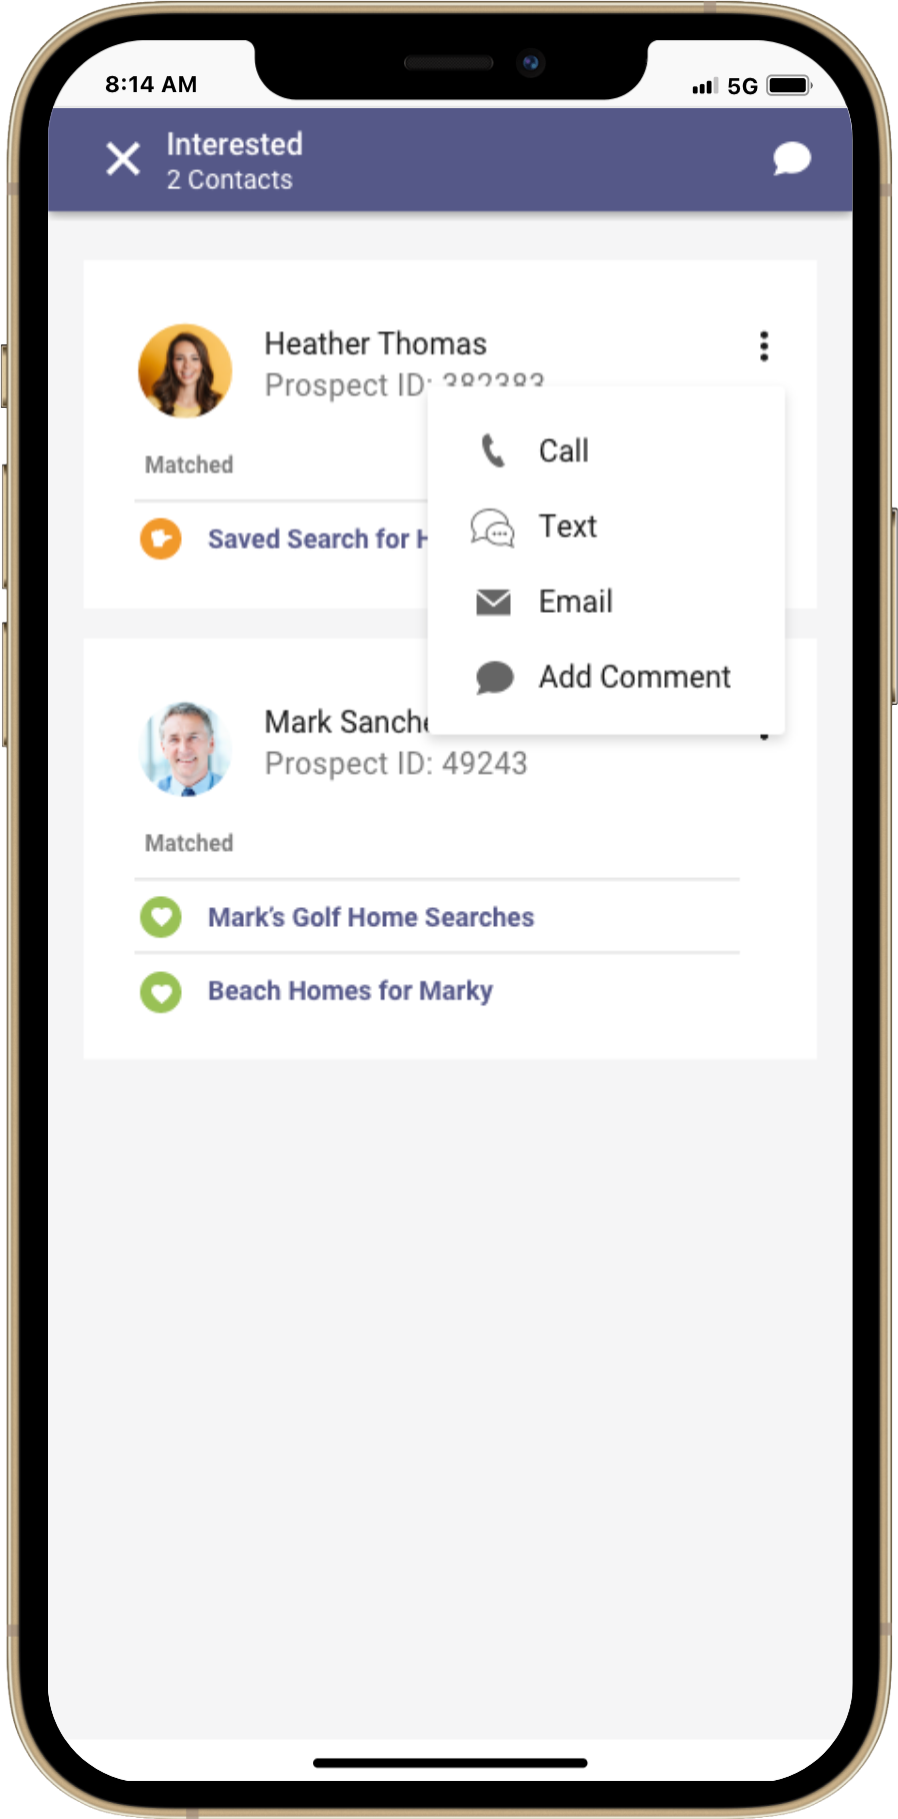 8:14 AM
5G
Interested
2 Contacts
Heather Thomas
Prospect ID: 382383
Call
Matched
Text
Saved Search for
Email
Add Comment
Mark
Prospect ID: 49243
Matched
Mark’s Golf Home Searches
Beach Homes for Marky